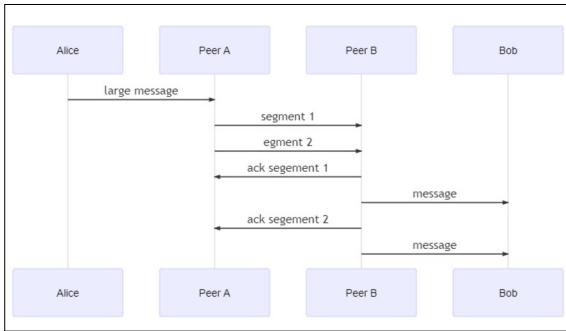 Alice Peer A Peer B Bob
large message
segment 1
egment 2
ack segement 1
message
ack segement 2
message
Alice Peer A Peer B Bob